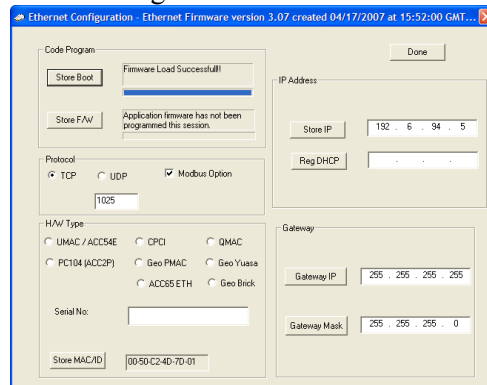 Ethernet Configuration - Ethernet Firmware version 3.07 created 04/17/2007 at 15:52:00 GMT...
Code Program
Store Boot
Firmware Load Successfull!!
Store F/W
Application firmware has not been
programmed this session.
Done
IP Address
Store IP
192 . 6 . 94 . 5
Reg DHCP
. . .
Protocol
TCP
UDP
Modbus Option
1025
H/W Type
UMAC / ACC54E
CPCI
QMAC
PC104 (ACC2P)
Geo PMAC
Geo Yuasa
ACC65 ETH
Geo Brick
Serial No:
Store MAC/ID
00-50-C2-4D-7D-01
Gateway
Gateway IP
255 . 255 . 255 . 255
Gateway Mask
255 . 255 . 255 . 0